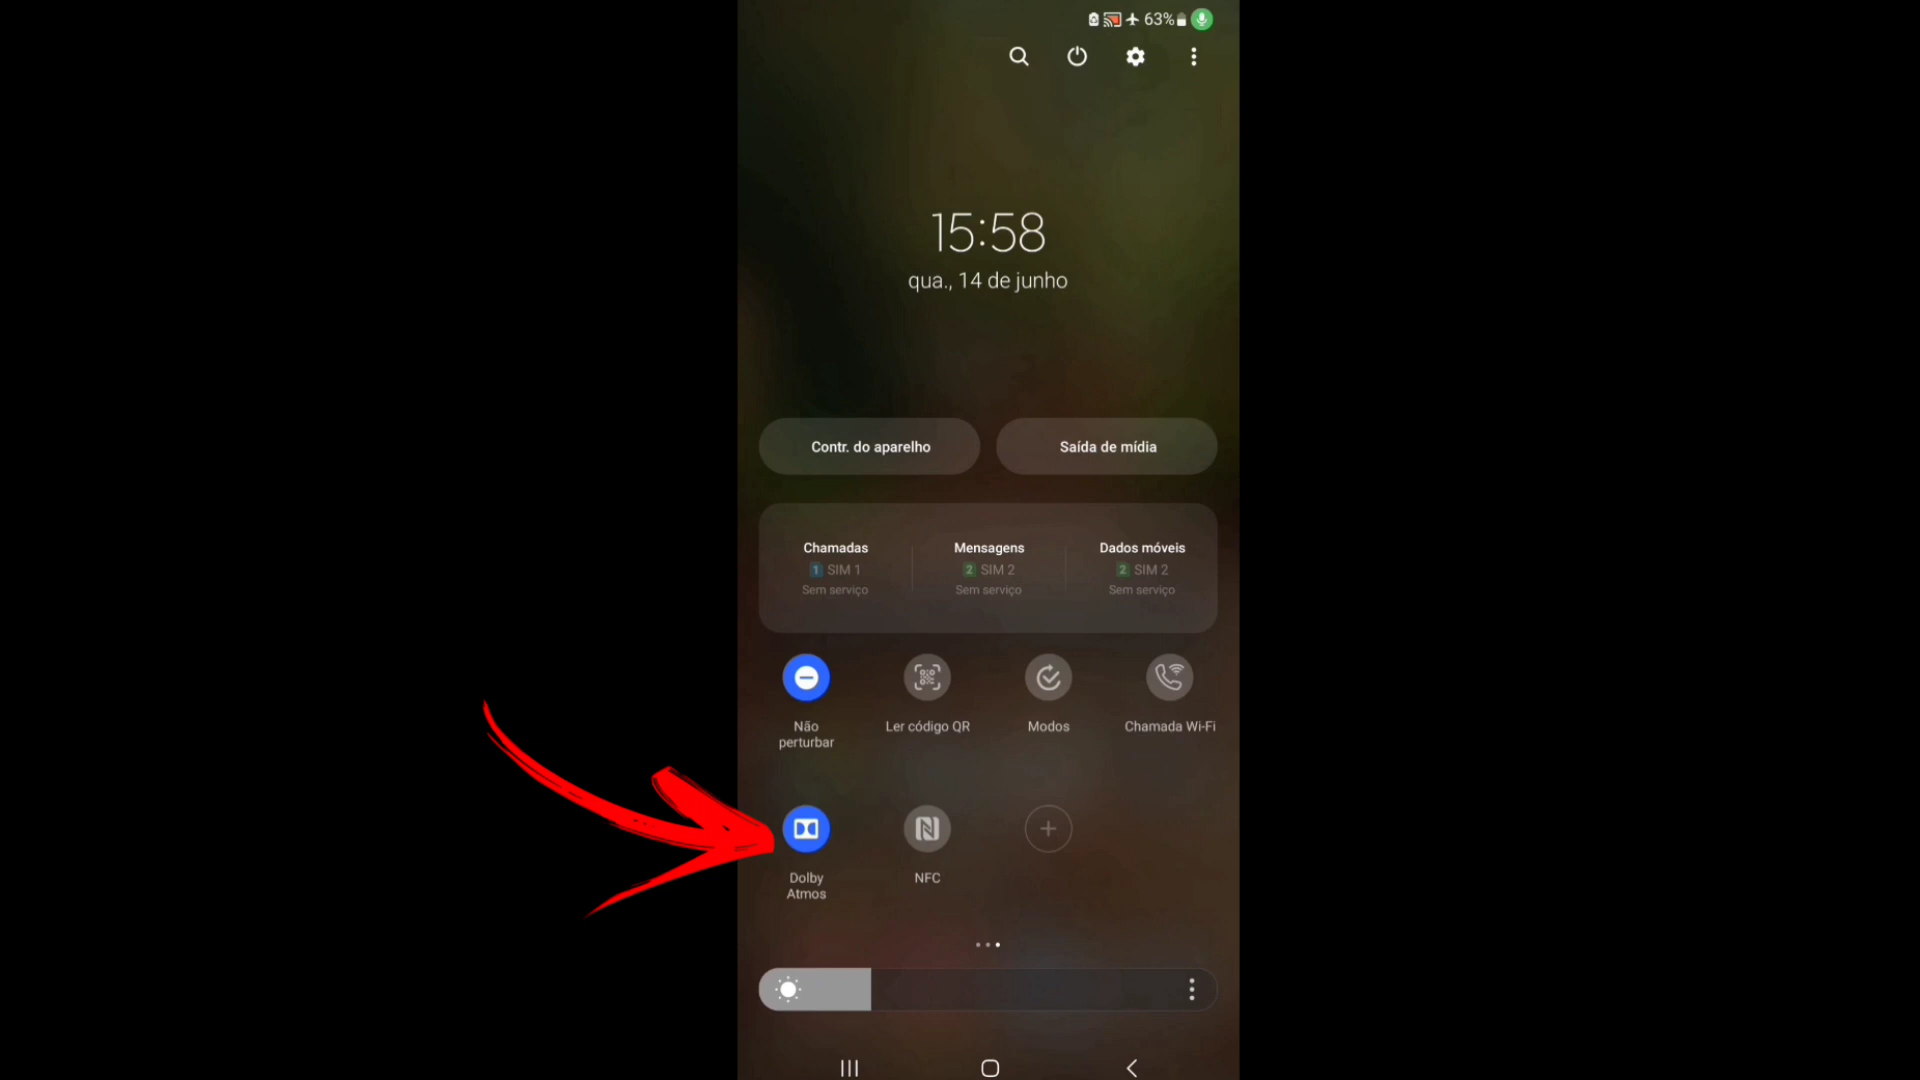 63%
15:58
qua., 14 de junho
Contr. do aparelho
Saída de mídia
Chamadas
1 SIM 1
Sem serviço
Mensagens
2 SIM 2
Sem serviço
Dados móveis
2 SIM 2
Sem serviço
Não
perturbar
Ler código QR
Modos
Chamada Wi-Fi
Dolby
Atmos
NFC